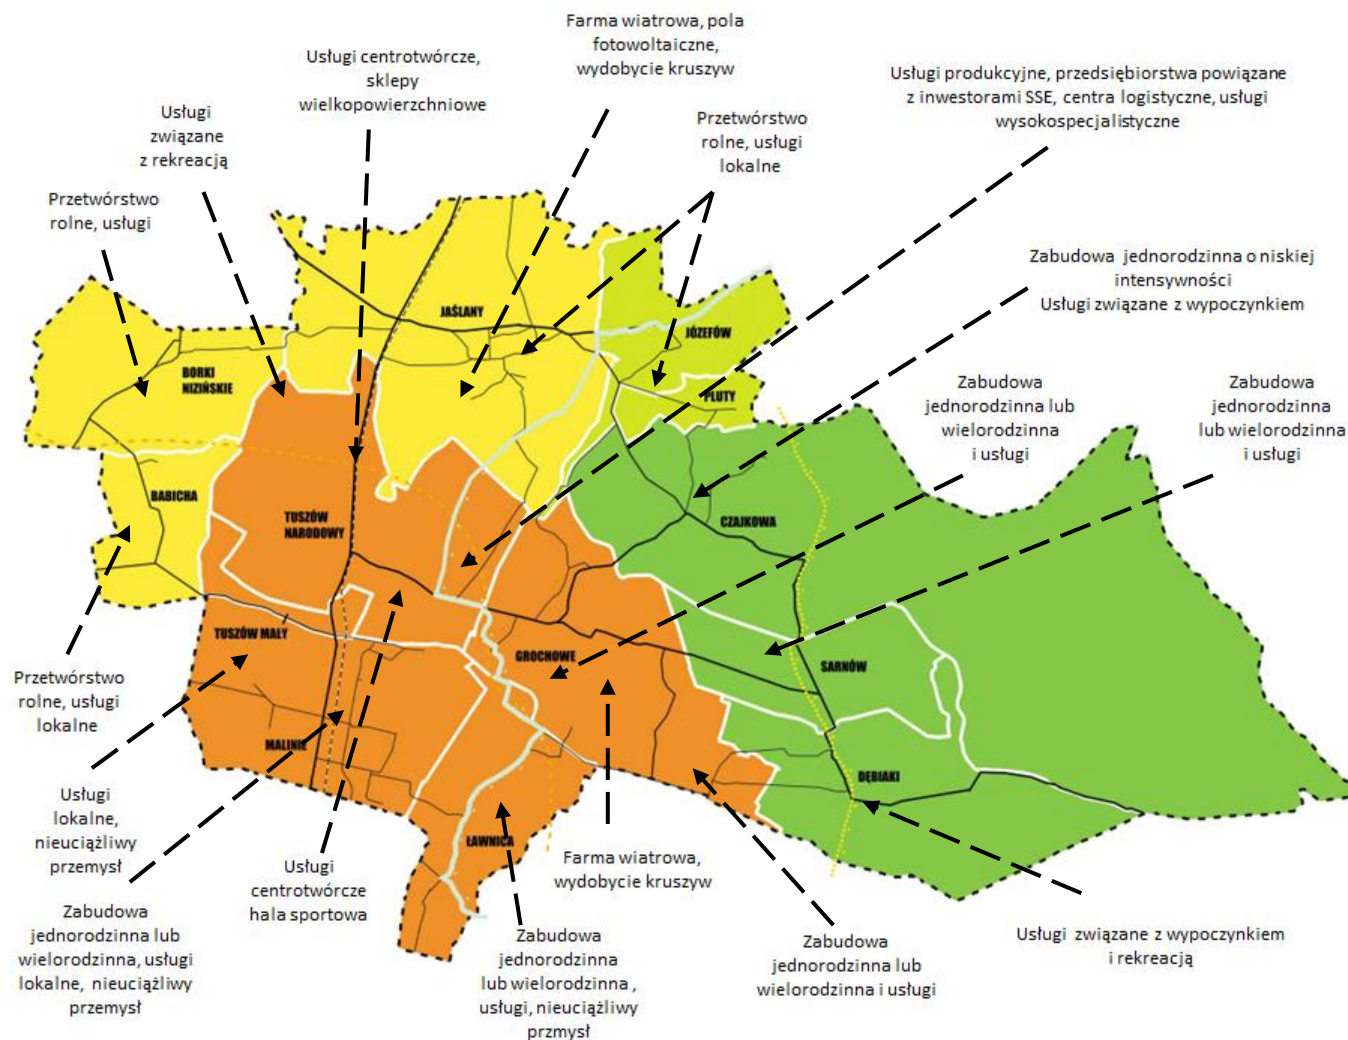 Farma wiatrowa, pola
fotowoltaiczne,
wydobycie kruszyw
Usługi centrotwórcze,
sklepy
wielkopowierzchniowe
Usługi produkcyjne, przedsiębiorstwa powiązane
z inwestorami SSE, centra logistyczne, usługi
wysokospecjalistyczne
Usługi
związane
z rekreacją
Przetwórstwo
rolne, usługi
lokalne
Przetwórstwo
rolne, usługi
Zabudowa jednorodzinna o niskiej
intensywności
Usługi związane z wypoczynkiem
JAŚLANY
JÓZEFÓW
BORKI
NIZIŃSKIE
PLUTY
Zabudowa
jednorodzinna lub
wielorodzinna
i usługi
Zabudowa
jednorodzinna
lub wielorodzinna
i usługi
BABICHA
TUSZÓW
NARODOWY
CZAJKOWA
TUSZÓW MAŁY
GROCHOWE
SARNÓW
Przetwórstwo
rolne, usługi
lokalne
MALINIE
DĘBIAKI
Usługi
lokalne,
nieuciążliwy
przemysł
ŁAWNICA
Usługi
centrotwórcze
hala sportowa
Farma wiatrowa,
wydobycie kruszyw
Zabudowa
jednorodzinna lub
wielorodzinna, usługi
lokalne, nieuciążliwy
przemysł
Zabudowa
jednorodzinna
lub wielorodzinna ,
usługi, nieuciążliwy
przmysł
Zabudowa
jednorodzinna lub
wielorodzinna i usługi
Usługi związane z wypoczynkiem
i rekreacją